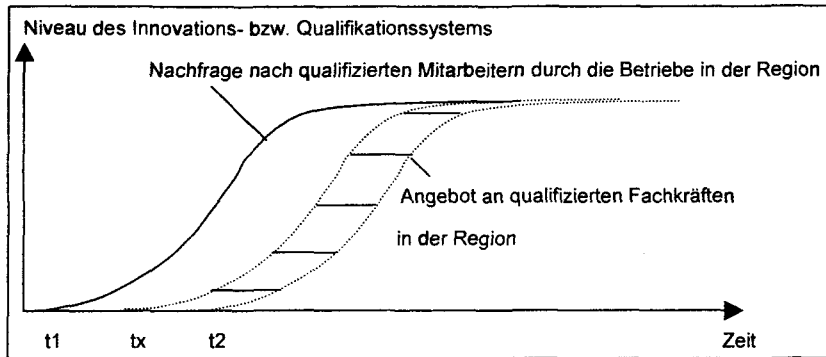 Niveau des Innovations- bzw. Qualifikationssystems
Nachfrage nach qualifizierten Mitarbeitern durch die Betriebe in der Region
Angebot an qualifizierten Fachkräften
in der Region
t1 tx t2 Zeit